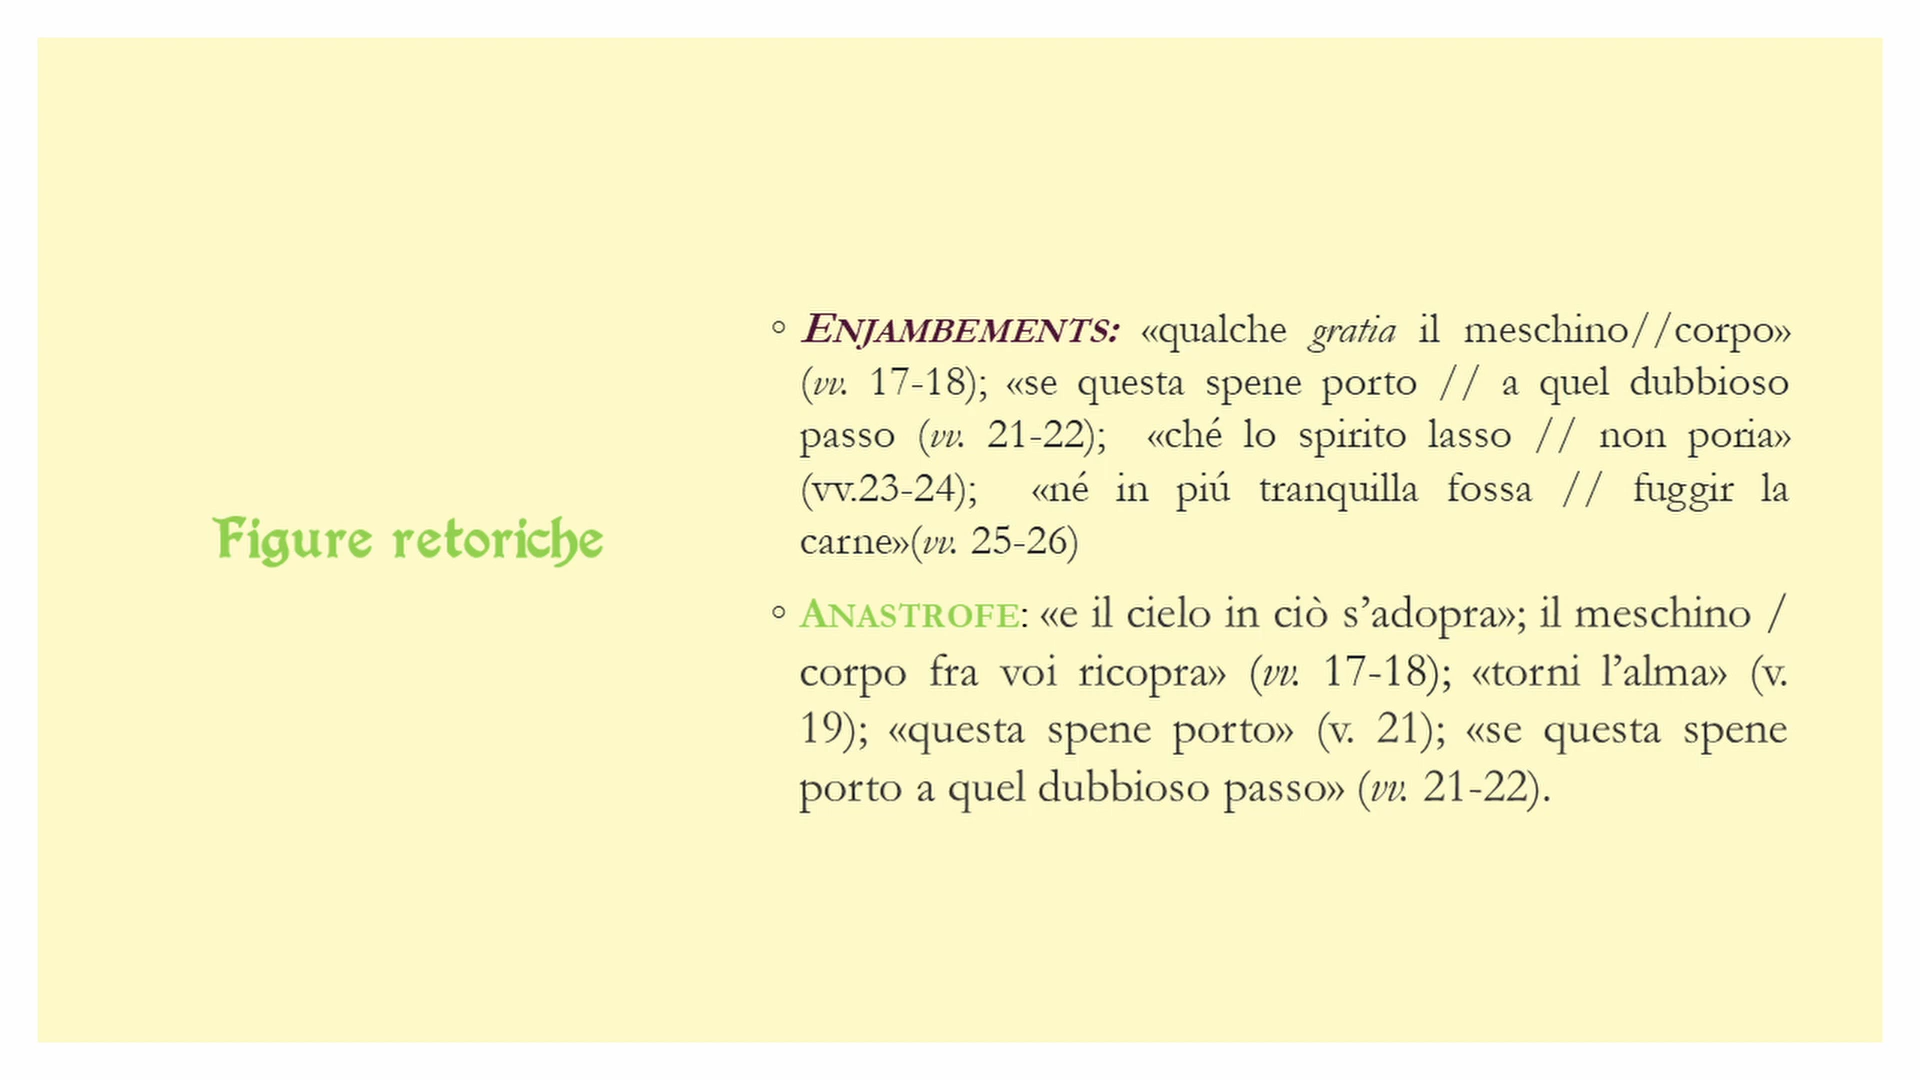 Figure retoriche
◦ ENJAMBEMENTS: «qualche gratia il meschino//corpo»
(vv. 17-18); «se questa spene porto // a quel dubbioso
passo (vv. 21-22); «ché lo spirito lasso // non poria»
(vv.23-24); «né in piú tranquilla fossa // fuggir la
carne»(vv. 25-26)
◦ ANASTROFE: «e il cielo in ciò s’adopra»; il meschino /
corpo fra voi ricopra» (vv. 17-18); «torni l’alma» (v.
19); «questa spene porto» (v. 21); «se questa spene
porto a quel dubbioso passo» (vv. 21-22).